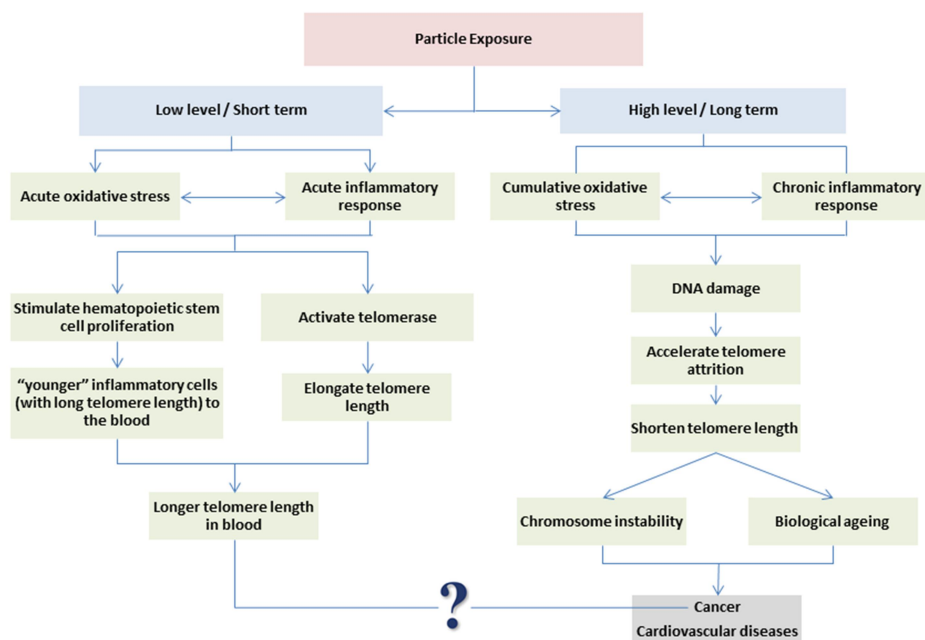 Particle Exposure
Low level / Short term
High level / Long term
Acute oxidative stress
Acute inflammatory
response
Cumulative oxidative
stress
Chronic inflammatory
response
Stimulate hematopoietic stem
cell proliferation
Activate telomerase
DNA damage
Accelerate telomere
attrition
“younger” inflammatory cells
(with long telomere length) to
the blood
Elongate telomere
length
Shorten telomere length
Longer telomere length
in blood
Chromosome instability
Biological ageing
?
Cancer
Cardiovascular diseases